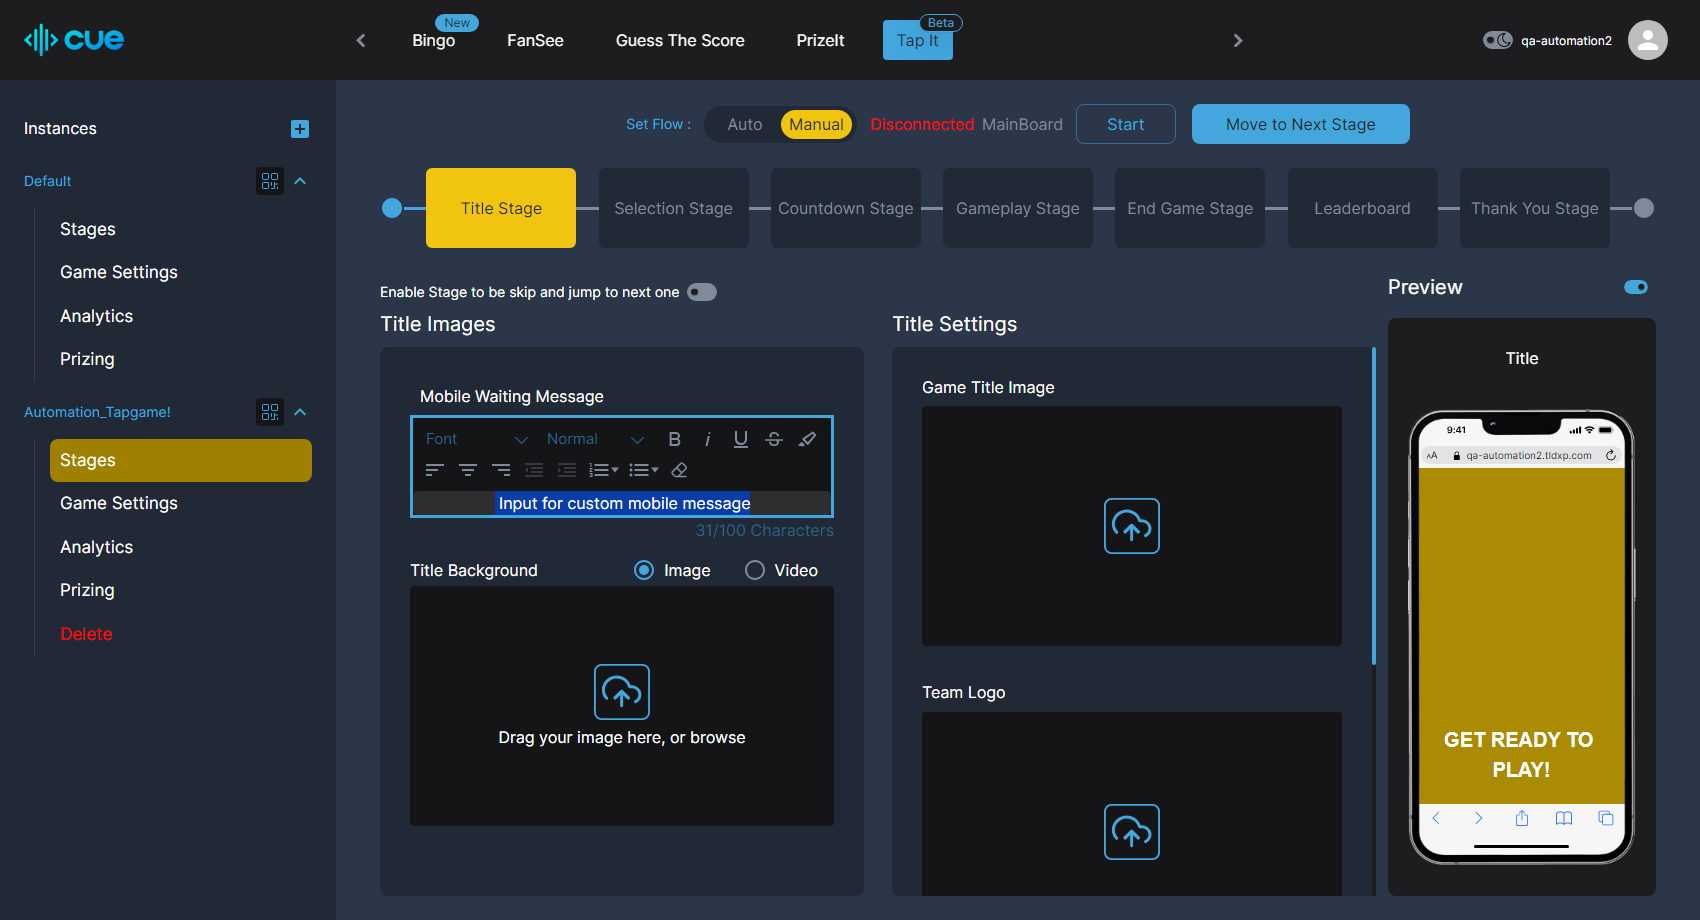 cue
New
Bingo
FanSee
Guess The Score
PrizeIt
Beta
Tap It
qa-automation2
Instances
Default
Stages
Game Settings
Analytics
Prizing
Automation_Tapgame!
Stages
Game Settings
Analytics
Prizing
Delete
Set Flow :
Auto
Manual
Disconnected MainBoard
Start
Move to Next Stage
Title Stage
Selection Stage
Countdown Stage
Gameplay Stage
End Game Stage
Leaderboard
Thank You Stage
Enable Stage to be skip and jump to next one
Title Images
Mobile Waiting Message
Font
Normal
B
i
U
S
Input for custom mobile message
31/100 Characters
Title Background
Image
Video
Drag your image here, or browse
Title Settings
Game Title Image
Team Logo
Preview
Title
9:41
AA
qa-automation2.tldxp.com
GET READY TO
PLAY!